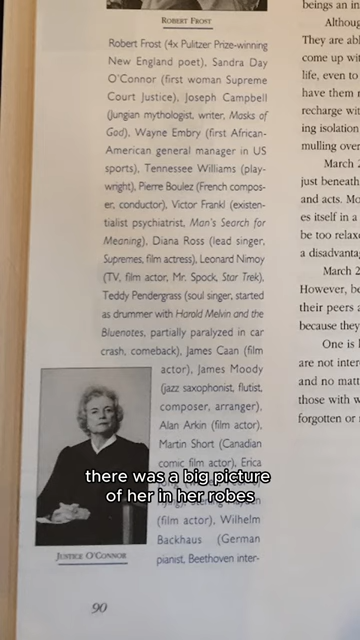 ROBERT FROST
Robert Frost (4x Pulitzer Prize-winning
New England poet), Sandra Day
O'Connor (first woman Supreme
Court Justice), Joseph Campbell
(Jungian mythologist, writer, Masks of
God), Wayne Embry (first African-
American general manager in US
sports), Tennessee Williams (play-
wright), Pierre Boulez (French compos-
er, conductor), Victor Frankl (existen-
tialist psychiatrist, Man's Search for
Meaning), Diana Ross (lead singer,
Supremes, film actress), Leonard Nimoy
(TV, film actor, Mr. Spock, Star Trek),
Teddy Pendergrass (soul singer, started
as drummer with Harold Melvin and the
Bluenotes, partially paralyzed in car
crash, comeback), James Caan (film
actor), James Moody
(jazz saxophonist, flutist,
composer, arranger),
Alan Arkin (film actor),
Martin Short (Canadian
comic film actor), Erica
there was a big picture
of her in her robes
(film actor), Wilhelm
Backhaus (German
pianist, Beethoven inter-
JUSTICE O'CONNOR
90
beings an in
Althoug
They are abl
come up wit
life, even to
have them r
recharge wit
ing isolation
mulling over
March 2
just beneath
and acts. Mo
es itself in a
be too relaxe
a disadvanta
March 2
However, be
their peers a
because they
One is l
are not inter
and no matt
those with w
forgotten or